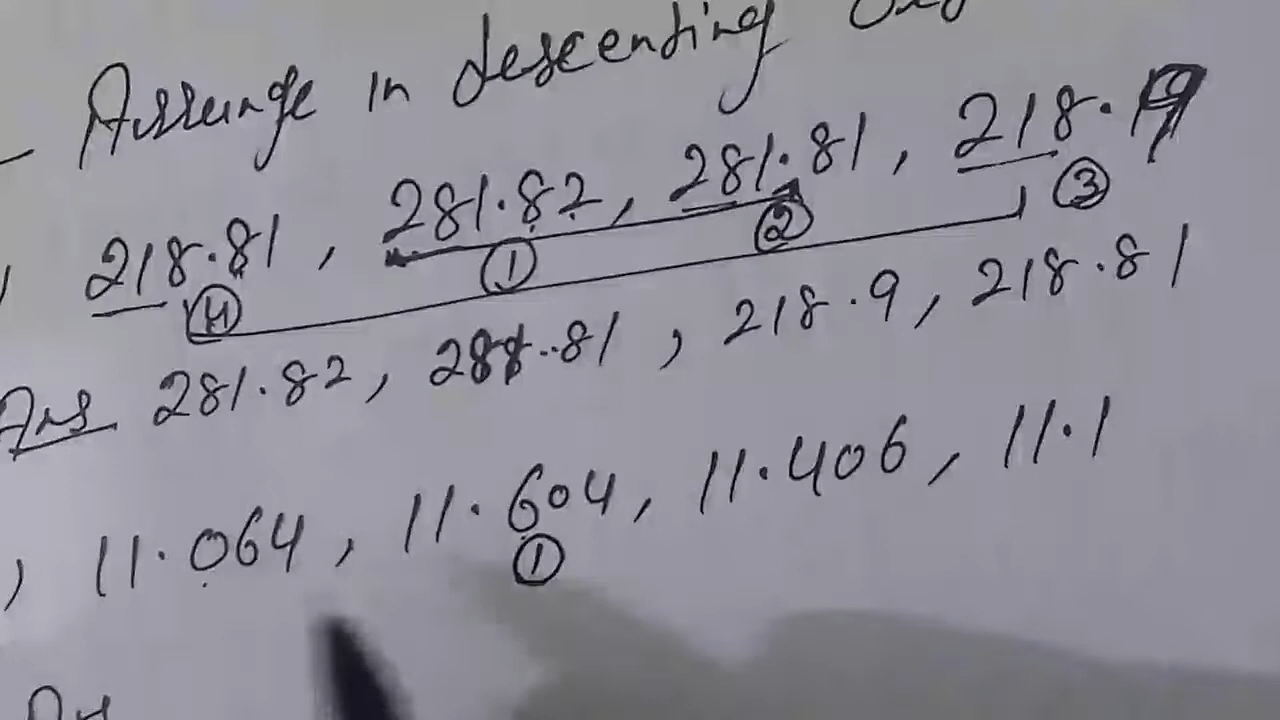 Arrange in descending
218.81, 281.82, 281.81, 218.9
4 1 2 3
Ans 281.82, 281.81, 218.9, 218.81
) 11.064, 11.604, 11.406, 11.1
1